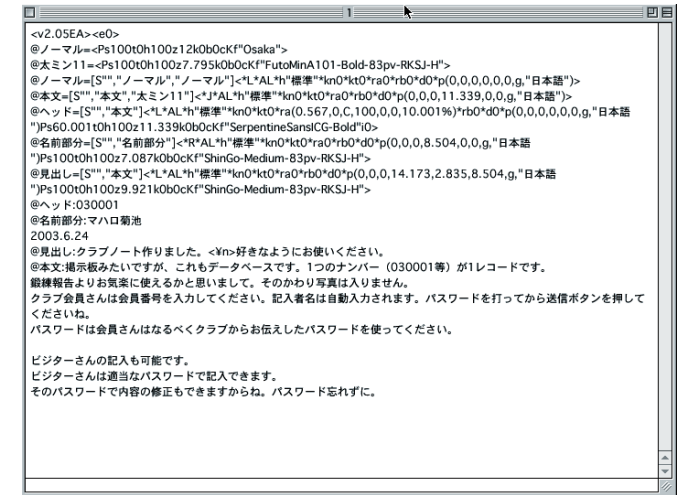 1
<v2.05EA><e0>
@ノーマル=<Ps100t0h100z12k0b0cKf"Osaka">
@太ミン11=<Ps100t0h100z7.795k0b0cKf"FutoMinA101-Bold-83pv-RKSJ-H">
@ノーマル=[S"","ノーマル","ノーマル"]<*L*AL*h"標準"*kn0*kt0*ra0*rb0*d0*p(0,0,0,0,0,0,g,"日本語")>
@本文=[S"","本文","太ミン11"]<*J*AL*h"標準"*kn0*kt0*ra0*rb0*d0*p(0,0,0,11.339,0,0,g,"日本語")>
@ヘッド=[S"","本文"]<*L*AL*h"標準"*kn0*kt0*ra(0.567,0,C,100,0,0,10.001%)*rb0*d0*p(0,0,0,0,0,0,g,"日本語
")Ps60.001t0h100z11.339k0b0cKf"SerpentineSansICG-Bold"i0>
@名前部分=[S"","名前部分"]<*R*AL*h"標準"*kn0*kt0*ra0*rb0*d0*p(0,0,0,8.504,0,0,g,"日本語
")Ps100t0h100z7.087k0b0cKf"ShinGo-Medium-83pv-RKSJ-H">
@見出し=[S"","本文"]<*L*AL*h"標準"*kn0*kt0*ra0*rb0*d0*p(0,0,0,14.173,2.835,8.504,g,"日本語
")Ps100t0h100z9.921k0b0cKf"ShinGo-Medium-83pv-RKSJ-H">
@ヘッド:030001
@名前部分:マハロ菊池
2003.6.24
@見出し:クラブノート作りました。<¥n>好きなようにお使いください。
@本文:掲示板みたいですが、これもデータベースです。1つのナンバー（030001等）が1レコードです。
鍛練報告よりお気楽に使えるかと思いまして。そのかわり写真は入りません。
クラブ会員さんは会員番号を入力してください。記入者名は自動入力されます。パスワードを打ってから送信ボタンを押して
くださいね。
パスワードは会員さんはなるべくクラブからお伝えしたパスワードを使ってください。
ビジターさんの記入も可能です。
ビジターさんは適当なパスワードで記入できます。
そのパスワードで内容の修正もできますからね。パスワード忘れずに。